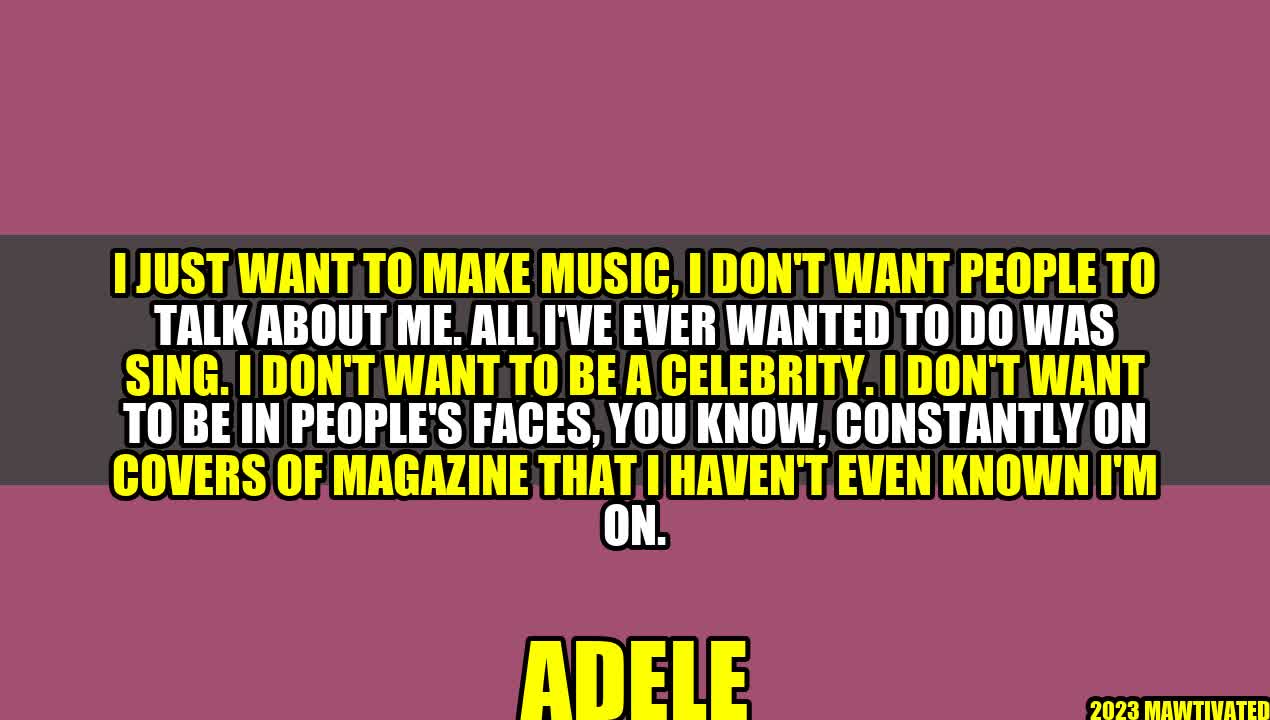 I JUST WANT TO MAKE MUSIC, I DON'T WANT PEOPLE TO
TALK ABOUT ME. ALL I'VE EVER WANTED TO DO WAS
SING. I DON'T WANT TO BE A CELEBRITY. I DON'T WANT
TO BE IN PEOPLE'S FACES, YOU KNOW, CONSTANTLY ON
COVERS OF MAGAZINE THAT I HAVEN'T EVEN KNOWN I'M
ON.
ADELE
2023 MAWTIVATED